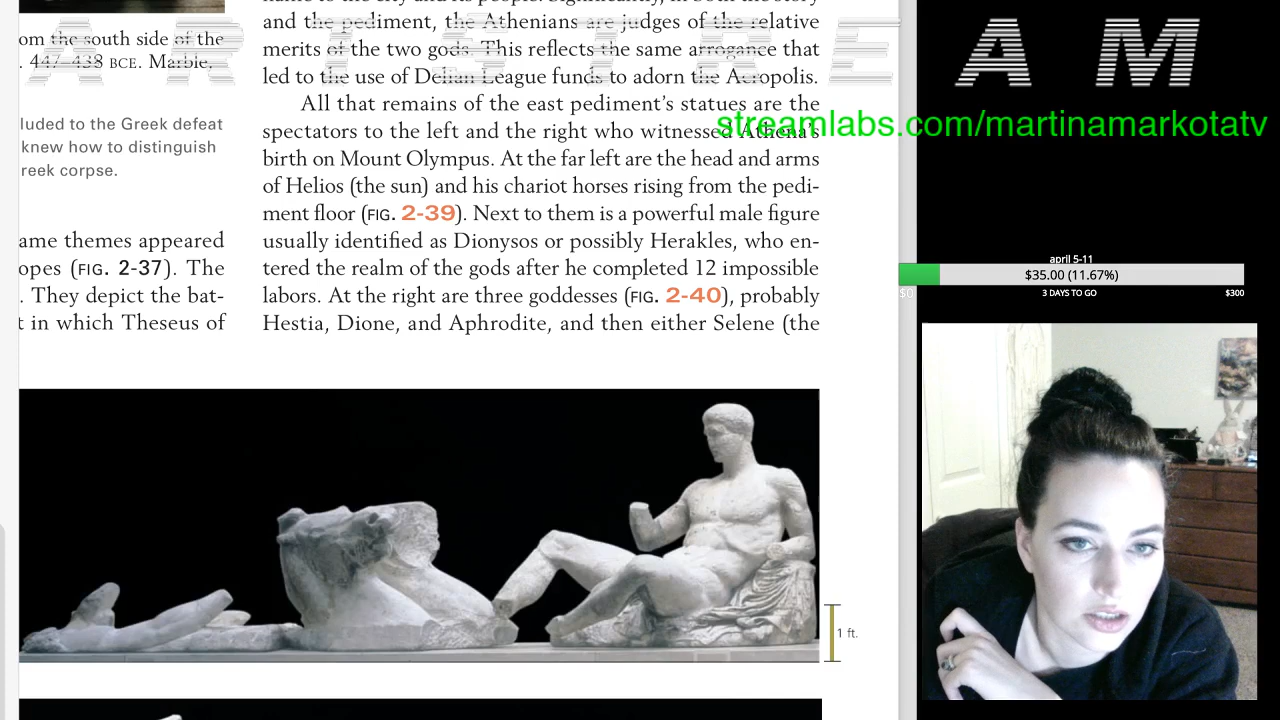 A R T S T R E A M
om the south side of the
. 447–438 BCE. Marble,
luded to the Greek defeat
knew how to distinguish
reek corpse.
ame themes appeared
opes (FIG. 2-37). The
. They depict the bat-
t in which Theseus of
and the pediment, the Athenians are judges of the relative
merits of the two gods. This reflects the same arrogance that
led to the use of Delian League funds to adorn the Acropolis.
All that remains of the east pediment’s statues are the
spectators to the left and the right who witnessed Athena’s
birth on Mount Olympus. At the far left are the head and arms
of Helios (the sun) and his chariot horses rising from the pedi-
ment floor (FIG. 2-39). Next to them is a powerful male figure
usually identified as Dionysos or possibly Herakles, who en-
tered the realm of the gods after he completed 12 impossible
labors. At the right are three goddesses (FIG. 2-40), probably
Hestia, Dione, and Aphrodite, and then either Selene (the
1 ft.
streamlabs.com/martinamarkotatv
april 5-11
$35.00 (11.67%)
$0
3 DAYS TO GO
$300